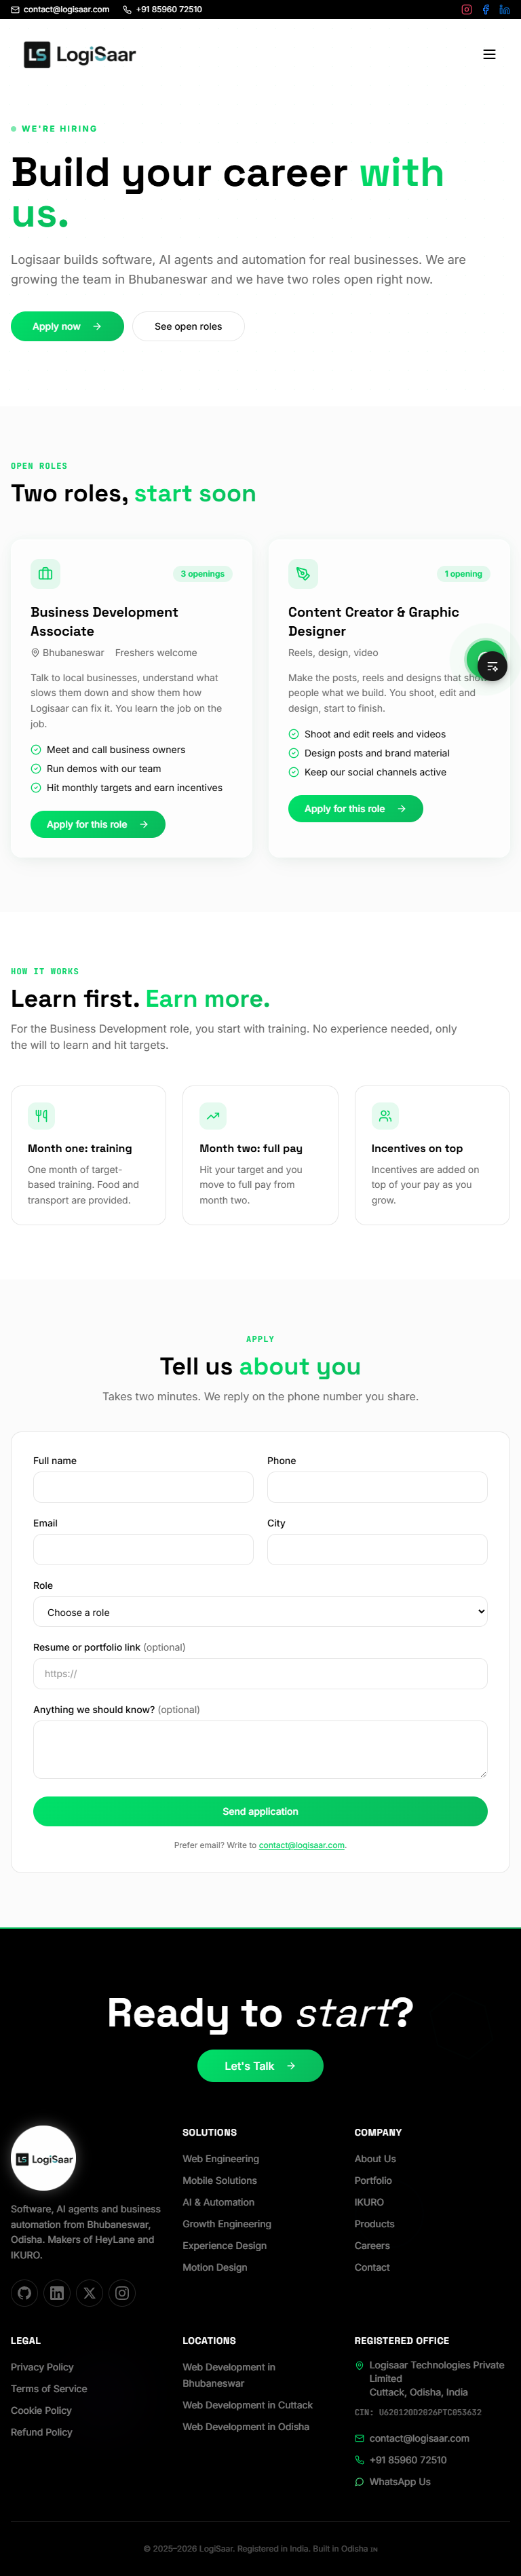 contact@logisaar.com +91 85960 72510
LS LogiSaar
WE'RE HIRING
Build your career with
us.
Logisaar builds software, AI agents and automation for real businesses. We are
growing the team in Bhubaneswar and we have two roles open right now.
Apply now
See open roles
OPEN ROLES
Two roles, start soon
3 openings
Business Development
Associate
Bhubaneswar Freshers welcome
Talk to local businesses, understand what
slows them down and show them how
Logisaar can fix it. You learn the job on the
job.
Meet and call business owners
Run demos with our team
Hit monthly targets and earn incentives
Apply for this role
1 opening
Content Creator & Graphic
Designer
Reels, design, video
Make the posts, reels and designs that show
people what we build. You shoot, edit and
design, start to finish.
Shoot and edit reels and videos
Design posts and brand material
Keep our social channels active
Apply for this role
HOW IT WORKS
Learn first. Earn more.
For the Business Development role, you start with training. No experience needed, only
the will to learn and hit targets.
Month one: training
One month of target-
based training. Food and
transport are provided.
Month two: full pay
Hit your target and you
move to full pay from
month two.
Incentives on top
Incentives are added on
top of your pay as you
grow.
APPLY
Tell us about you
Takes two minutes. We reply on the phone number you share.
Full name
Phone
Email
City
Role
Choose a role
Resume or portfolio link (optional)
https://
Anything we should know? (optional)
Send application
Prefer email? Write to contact@logisaar.com.
Ready to start?
Let's Talk
LS LogiSaar
Software, AI agents and business
automation from Bhubaneswar,
Odisha. Makers of HeyLane and
IKURO.
SOLUTIONS
Web Engineering
Mobile Solutions
AI & Automation
Growth Engineering
Experience Design
Motion Design
COMPANY
About Us
Portfolio
IKURO
Products
Careers
Contact
LEGAL
Privacy Policy
Terms of Service
Cookie Policy
Refund Policy
LOCATIONS
Web Development in
Bhubaneswar
Web Development in Cuttack
Web Development in Odisha
REGISTERED OFFICE
Logisaar Technologies Private
Limited
Cuttack, Odisha, India
CIN: U62012OD2026PTC053632
contact@logisaar.com
+91 85960 72510
WhatsApp Us
© 2025–2026 LogiSaar. Registered in India. Built in Odisha IN